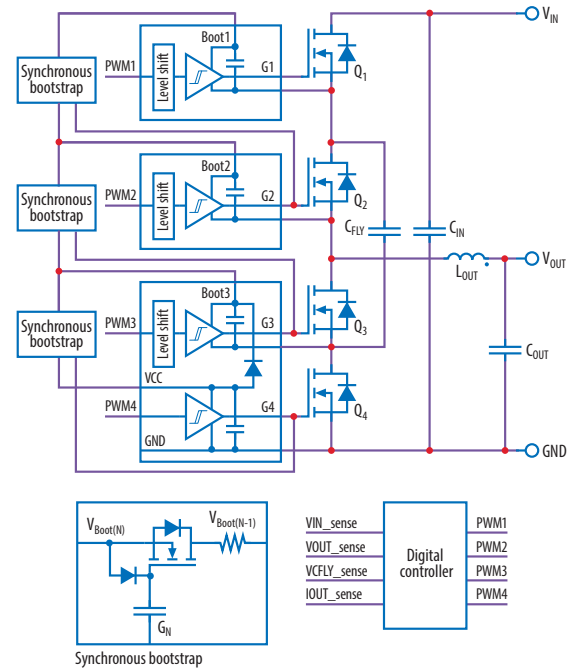 Boot1
V_IN
PWM1
Level shift
G1
Q1
Synchronous
bootstrap
Boot2
PWM2
Level shift
G2
Q2
Synchronous
bootstrap
C_FLY
C_IN
V_OUT
L_OUT
Boot3
PWM3
Level shift
G3
Q3
Synchronous
bootstrap
C_OUT
VCC
PWM4
G4
Q4
GND
GND
V_Boot(N)
V_Boot(N-1)
G_N
Synchronous bootstrap
VIN_sense
VOUT_sense
VCFLY_sense
IOUT_sense
Digital
controller
PWM1
PWM2
PWM3
PWM4